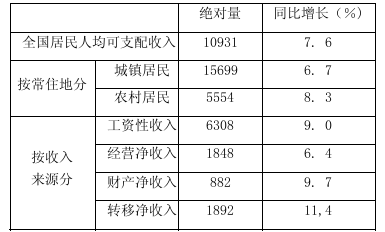 绝对量 同比增长（%）
全国居民人均可支配收入 10931 7.6
按常住地分 城镇居民 15699 6.7
农村居民 5554 8.3
按收入来源分 工资性收入 6308 9.0
经营净收入 1848 6.4
财产净收入 882 9.7
转移净收入 1892 11,4